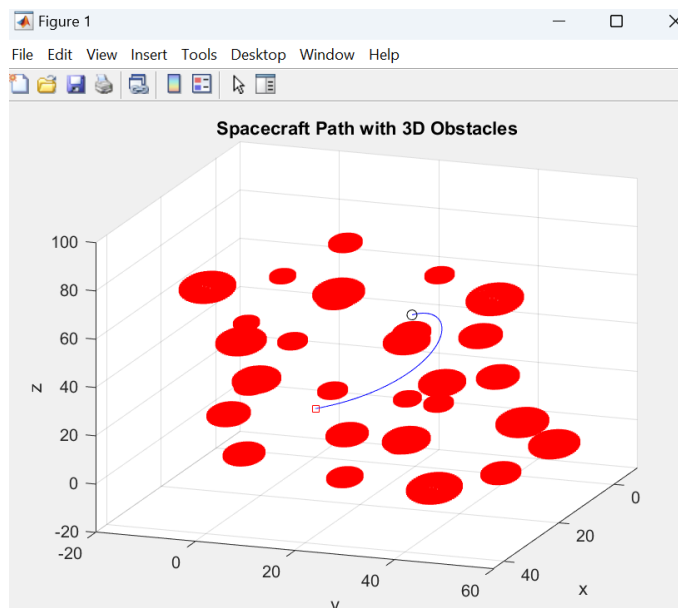 Figure 1
File Edit View Insert Tools Desktop Window Help
Spacecraft Path with 3D Obstacles
100
80
60
40
20
0
-20
z
-20
0
20
40
60
y
40
20
0
x